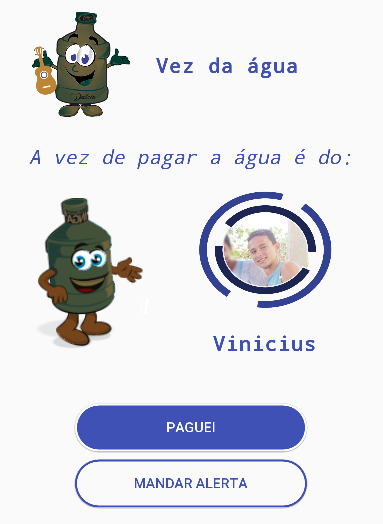 Vez da água
A vez de pagar a água é do:
Vinicius
PAGUEI
MANDAR ALERTA